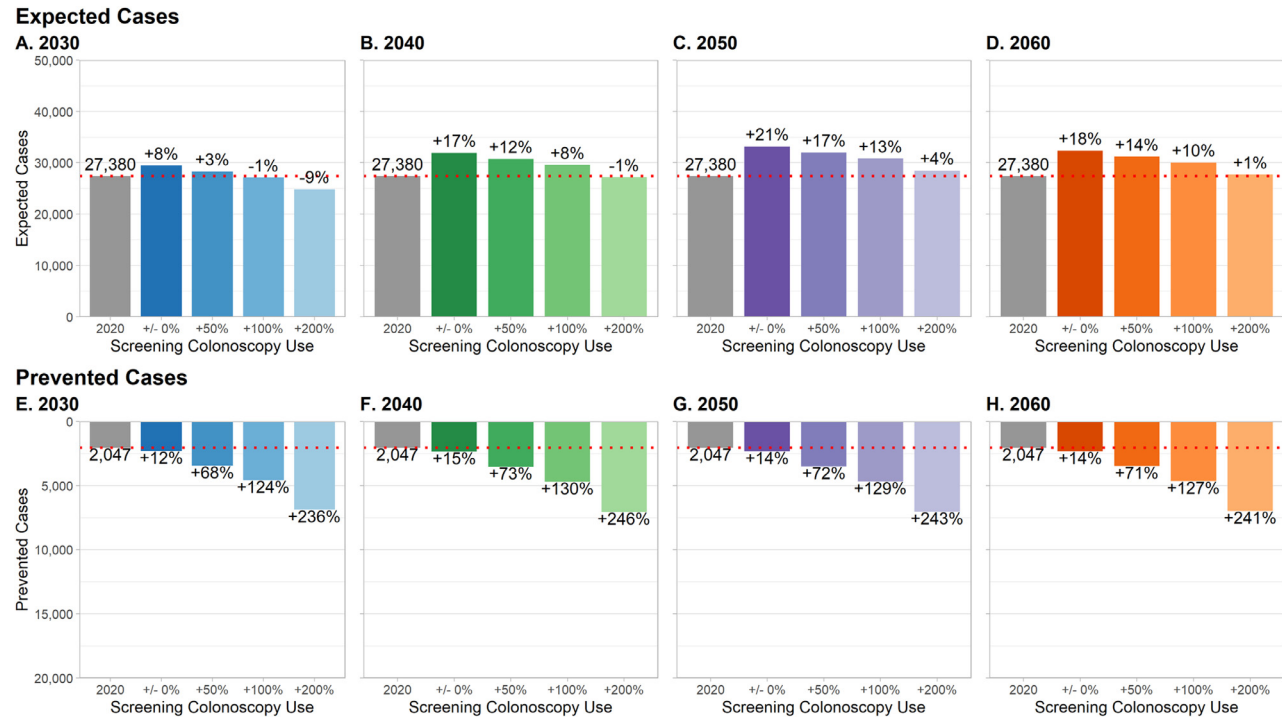 Expected Cases
A. 2030
B. 2040
C. 2050
D. 2060
Expected Cases
50,000
40,000
30,000
20,000
10,000
0
27,380
+8%
+3%
-1%
-9%
27,380
+17%
+12%
+8%
-1%
27,380
+21%
+17%
+13%
+4%
27,380
+18%
+14%
+10%
+1%
2020 +/- 0% +50% +100% +200%
2020 +/- 0% +50% +100% +200%
2020 +/- 0% +50% +100% +200%
2020 +/- 0% +50% +100% +200%
Screening Colonoscopy Use
Screening Colonoscopy Use
Screening Colonoscopy Use
Screening Colonoscopy Use
Prevented Cases
E. 2030
F. 2040
G. 2050
H. 2060
Prevented Cases
0
5,000
10,000
15,000
20,000
2,047
+12%
+68%
+124%
+236%
2,047
+15%
+73%
+130%
+246%
2,047
+14%
+72%
+129%
+243%
2,047
+14%
+71%
+127%
+241%
2020 +/- 0% +50% +100% +200%
2020 +/- 0% +50% +100% +200%
2020 +/- 0% +50% +100% +200%
2020 +/- 0% +50% +100% +200%
Screening Colonoscopy Use
Screening Colonoscopy Use
Screening Colonoscopy Use
Screening Colonoscopy Use